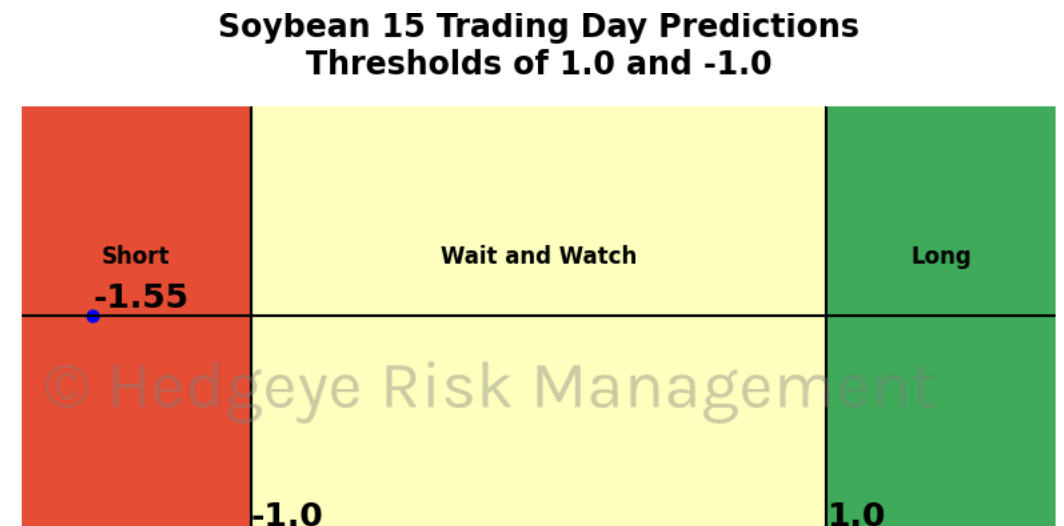 Soybean 15 Trading Day Predictions
Thresholds of 1.0 and -1.0
Short
Wait and Watch
Long
-1.55
© Hedgeye Risk Management
-1.0
1.0